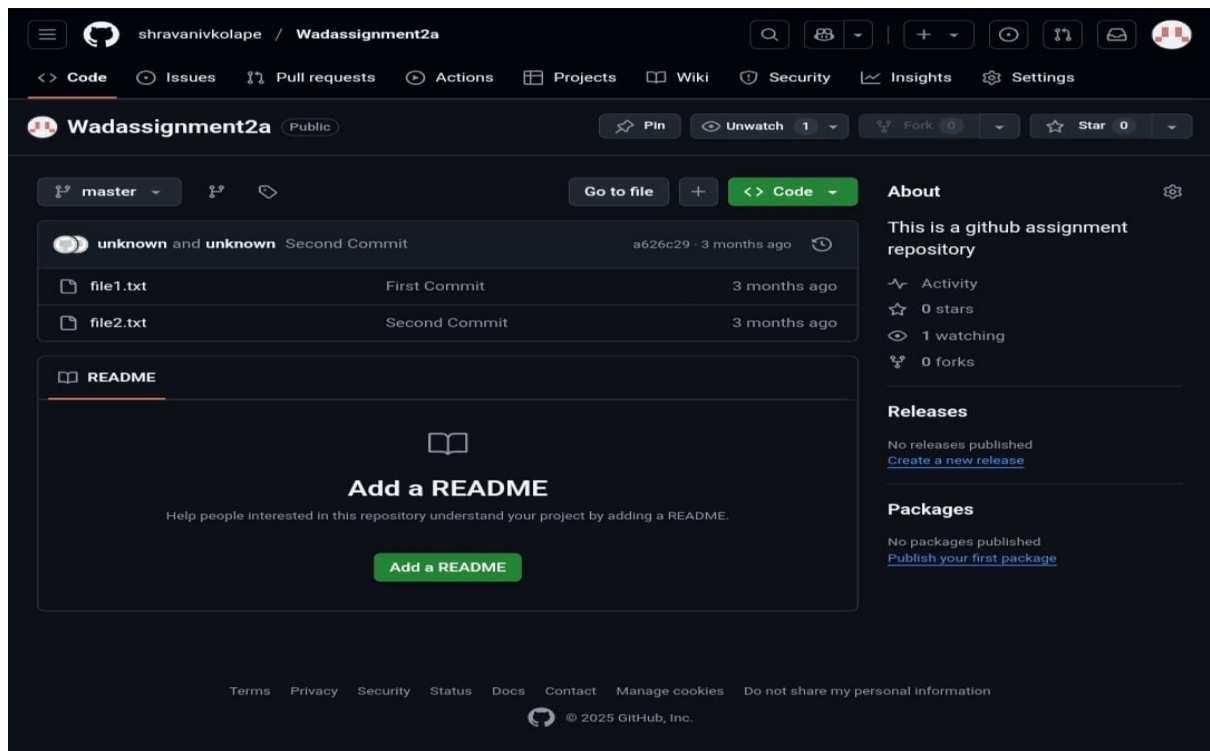 shravanivkolape / Wadassignment2a
Code Issues Pull requests Actions Projects Wiki Security Insights Settings
Wadassignment2a Public Pin Unwatch 1 Fork 0 Star 0
master Go to file Code
unknown and unknown Second Commit a626c29 · 3 months ago
file1.txt First Commit 3 months ago
file2.txt Second Commit 3 months ago
README
Add a README
Help people interested in this repository understand your project by adding a README.
Add a README
About
This is a github assignment
repository
Activity
0 stars
1 watching
0 forks
Releases
No releases published
Create a new release
Packages
No packages published
Publish your first package
Terms Privacy Security Status Docs Contact Manage cookies Do not share my personal information
© 2025 GitHub, Inc.